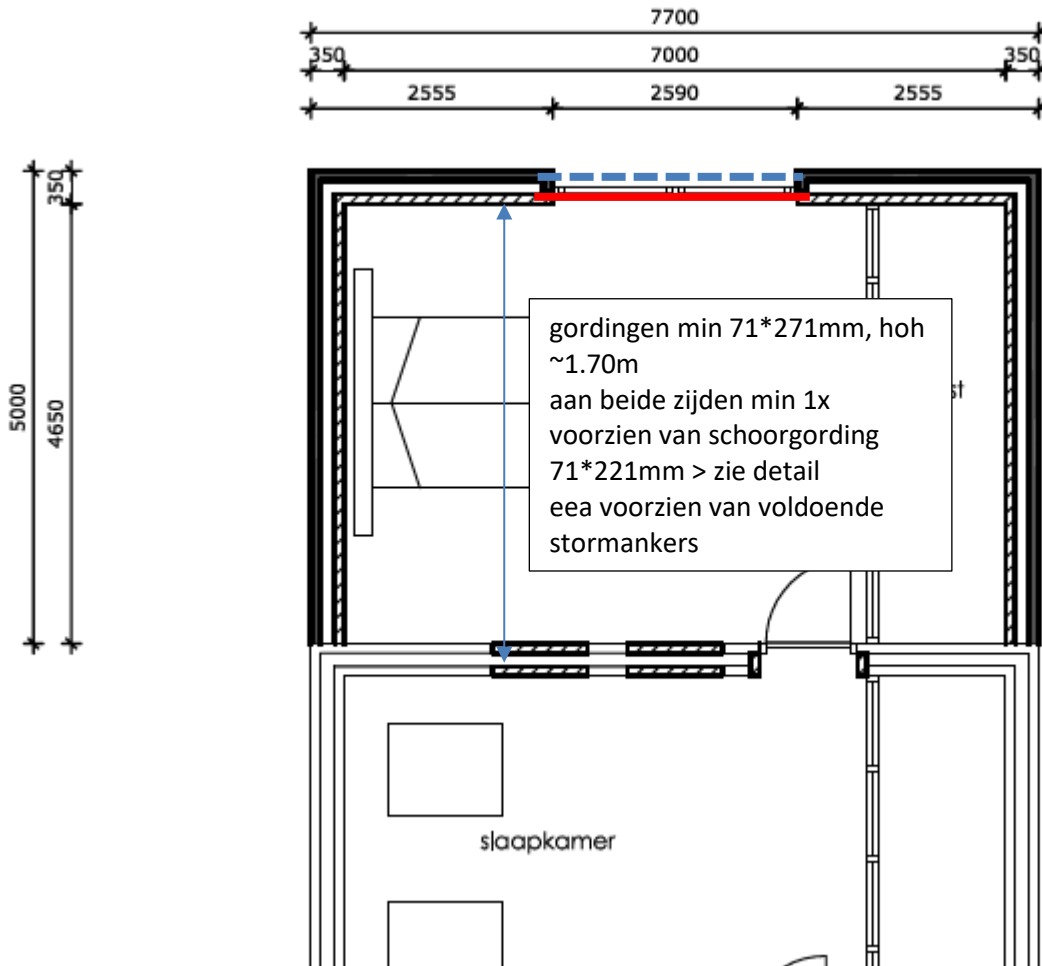 7700
350
7000
350
2555
2590
2555
350
5000
4650
gordingen min 71*271mm, hoh
~1.70m
aan beide zijden min 1x
voorzien van schoorgording
71*221mm > zie detail
eea voorzien van voldoende
stormankers
st
slaapkamer